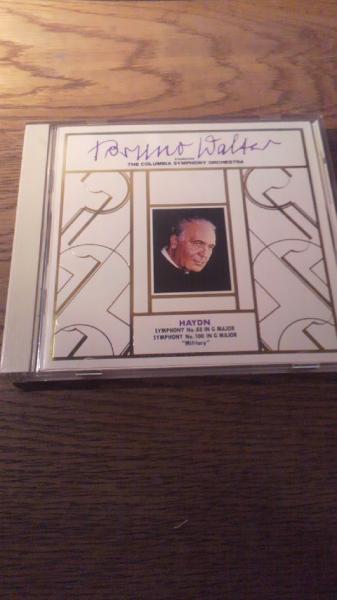 Bruno Walter
conducts
THE COLUMBIA SYMPHONY ORCHESTRA
HAYDN
SYMPHONY No. 88 IN G MAJOR
SYMPHONY No. 100 IN G MAJOR
"Military"